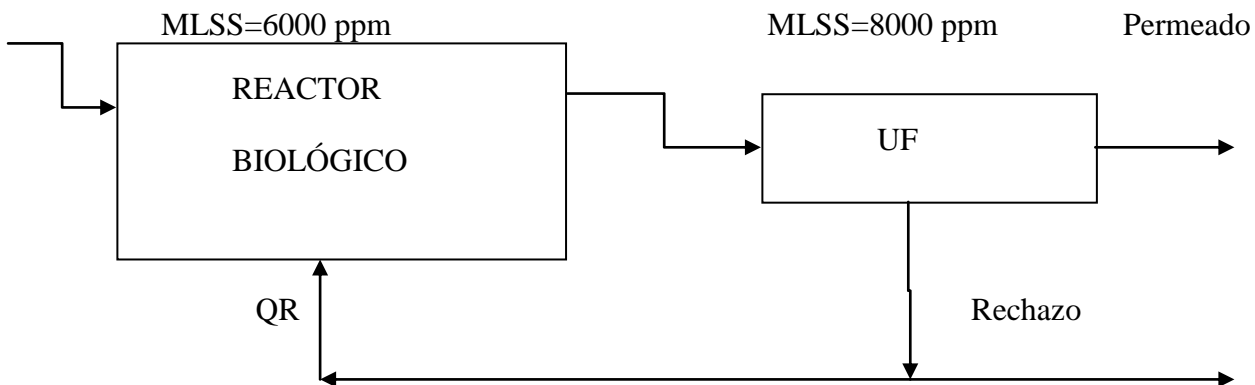 MLSS=6000 ppm
MLSS=8000 ppm
Permeado
REACTOR
BIOLÓGICO
UF
QR
Rechazo